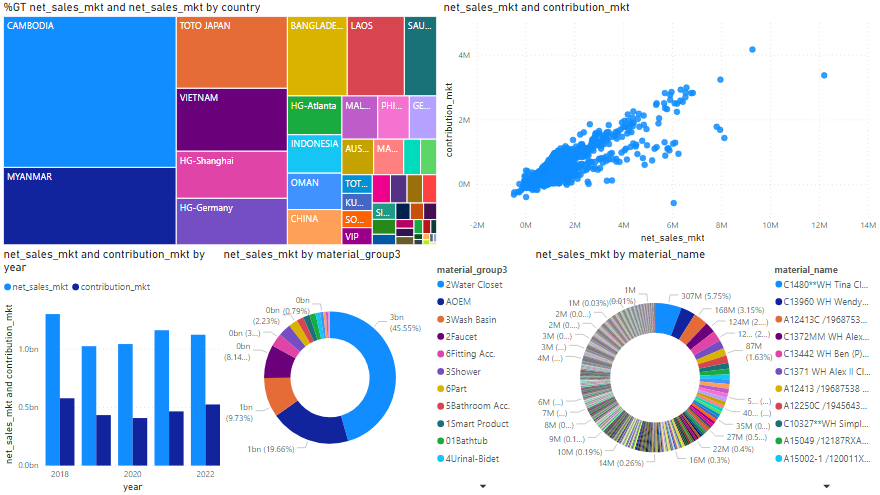 %GT net_sales_mkt and net_sales_mkt by country
CAMBODIA
MYANMAR
TOTO JAPAN
VIETNAM
HG-Shanghai
HG-Germany
BANGLADE...
LAOS
SAU...
HG-Atlanta
MAL...
PHI...
GE...
INDONESIA
AUS...
MA...
OMAN
TOT...
KU...
CHINA
SO...
SI...
VIP
net_sales_mkt and contribution_mkt
contribution_mkt
4M
2M
0M
-2M
0M
2M
4M
6M
8M
10M
12M
14M
net_sales_mkt
net_sales_mkt and contribution_mkt by
year
net_sales_mkt
contribution_mkt
net_sales_mkt and contribution_mkt
1.0bn
0.5bn
0.0bn
2018
2020
2022
year
net_sales_mkt by material_group3
0bn
(0.79%)
0bn
(2.23%)
0bn
(3...)
0bn
(8.14...)
1bn
(9.73%)
1bn (19.66%)
3bn
(45.55%)
material_group3
2Water Closet
AOEM
3Wash Basin
2Faucet
6Fitting Acc.
3Shower
6Part
5Bathroom Acc.
1Smart Product
01Bathtub
4Urinal-Bidet
net_sales_mkt by material_name
1M
(0.01%)
1M (0.03%)
2M (0....)
2M (...)
3M (...)
3M (...)
4M (...)
6M (...)
7M (...)
8M (...)
9M (0.1...)
10M (0.19%)
14M (0.26%)
16M (0.3%)
22M (0.4%)
27M (0.5...)
35M (0...)
40...
5... (...)
87M
(1.63%)
12... (...)
124M (2...)
168M (3.15%)
307M (5.75%)
material_name
C1480**WH Tina Cl...
C13960 WH Wendy...
A12413C /1968753...
C1372MM WH Alex...
C13442 WH Ben (P)...
C1371 WH Alex II Cl...
A12413 /19687538 ...
A12250C /1945643...
C10327**WH Simpl...
A15049 /12187RXA...
A15002-1 /120011X...